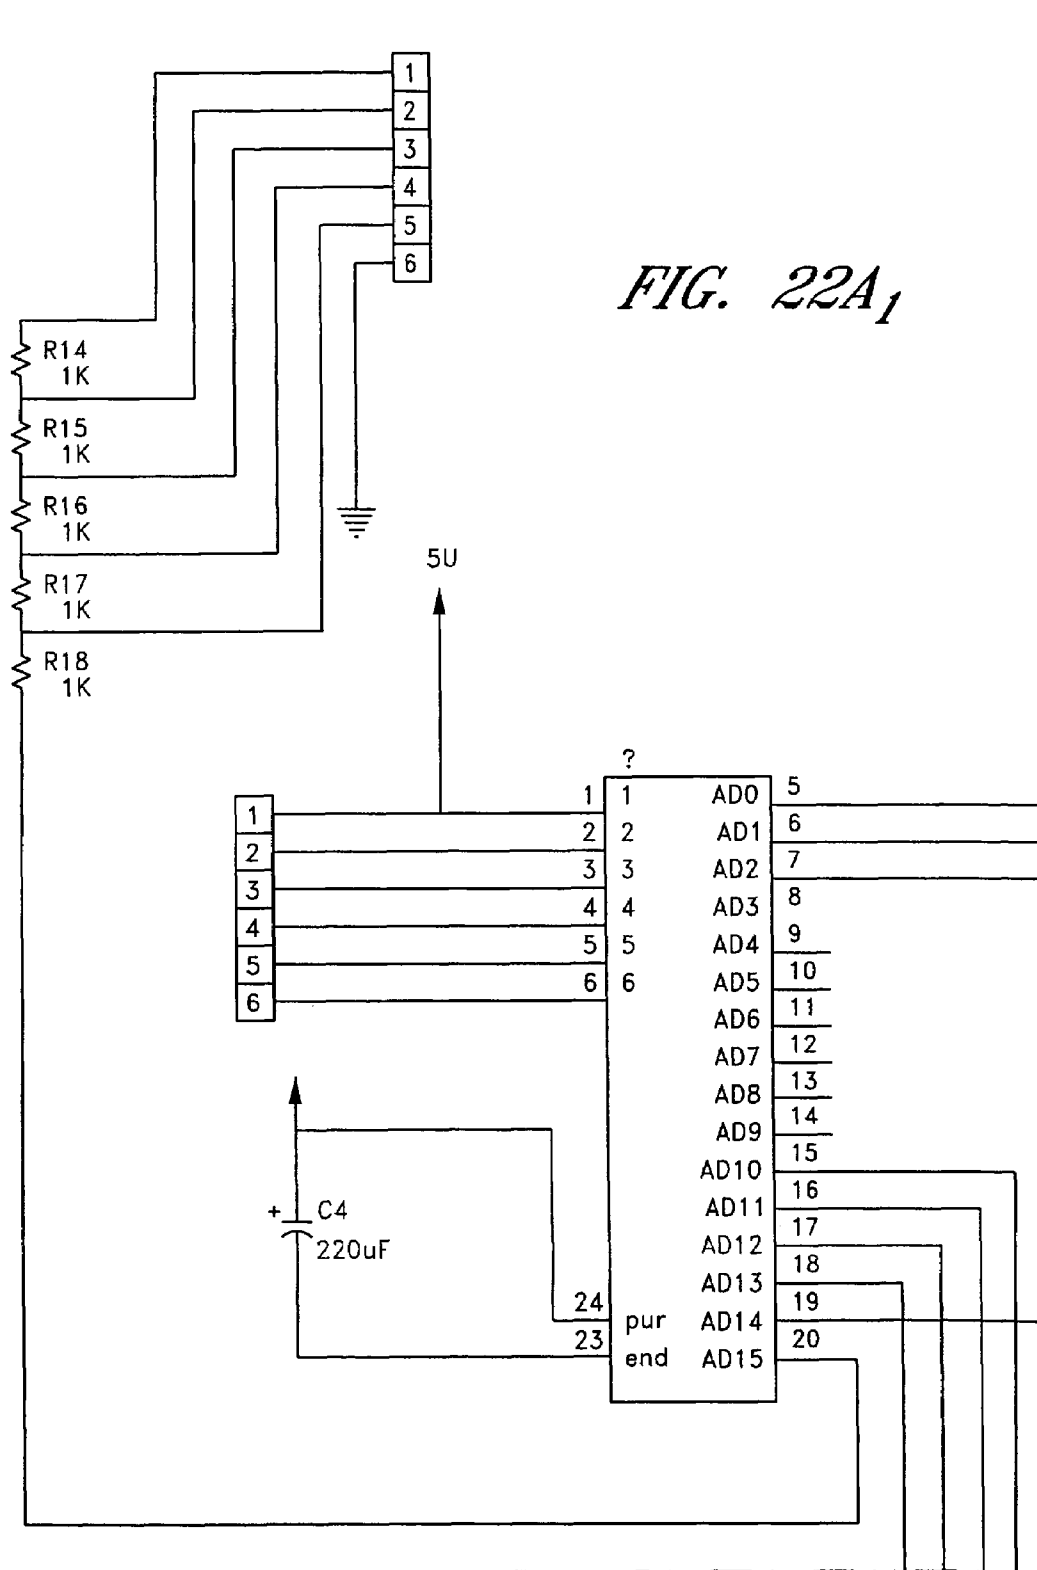 1
2
3
4
5
6
FIG. 22A1
R14
1K
R15
1K
R16
1K
R17
1K
R18
1K
5U
?
1
2
3
4
5
6
1 1
2 2
3 3
4 4
5 5
6 6
AD0 5
AD1 6
AD2 7
AD3 8
AD4 9
AD5 10
AD6 11
AD7 12
AD8 13
AD9 14
AD10 15
AD11 16
AD12 17
AD13 18
AD14 19
AD15 20
+ C4
220uF
24 pur
23 end